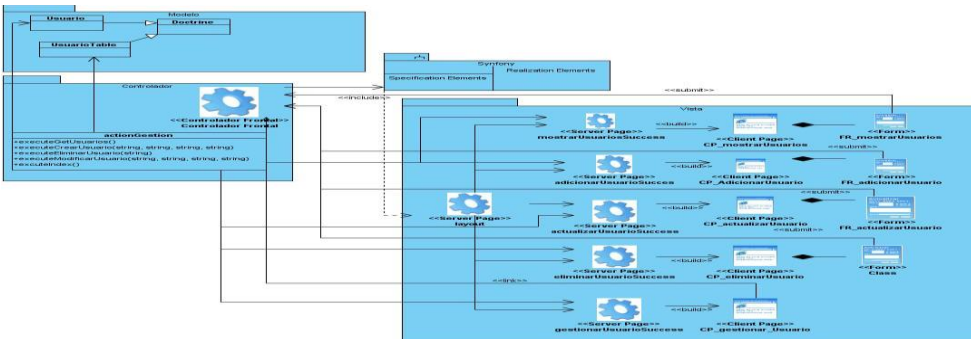 Modelo
Usuario
Doctrine
UsuarioTable
Symfony
Specification Elements
Realization Elements
Controlador
<<Controlador Frontal>>
Controlador Frontal
<<include>>
<<submit>>
actionGestion
+executeGetUsuarios()
+executeCrearUsuario(string, string, string, string)
+executeEliminarUsuario(string)
+executeModificarUsuario(string, string, string, string)
+executeIndex()
Vista
<<Server Page>>
mostrarUsuariosSuccess
<<build>>
<<Client Page>>
CP_mostrarUsuarios
<<Form>>
FR_mostrarUsuarios
<<submit>>
<<Server Page>>
adicionarUsuarioSuccess
<<build>>
<<Client Page>>
CP_AdicionarUsuario
<<Form>>
FR_adicionarUsuario
<<submit>>
<<Server Page>>
layout
<<Server Page>>
actualizarUsuarioSuccess
<<build>>
<<Client Page>>
CP_actualizarUsuario
<<Form>>
FR_actualizarUsuario
<<submit>>
<<Server Page>>
eliminarUsuarioSuccess
<<build>>
<<Client Page>>
CP_eliminarUsuario
<<Form>>
Class
<<link>>
<<Server Page>>
gestionarUsuarioSuccess
<<build>>
<<Client Page>>
CP_gestionar_Usuario